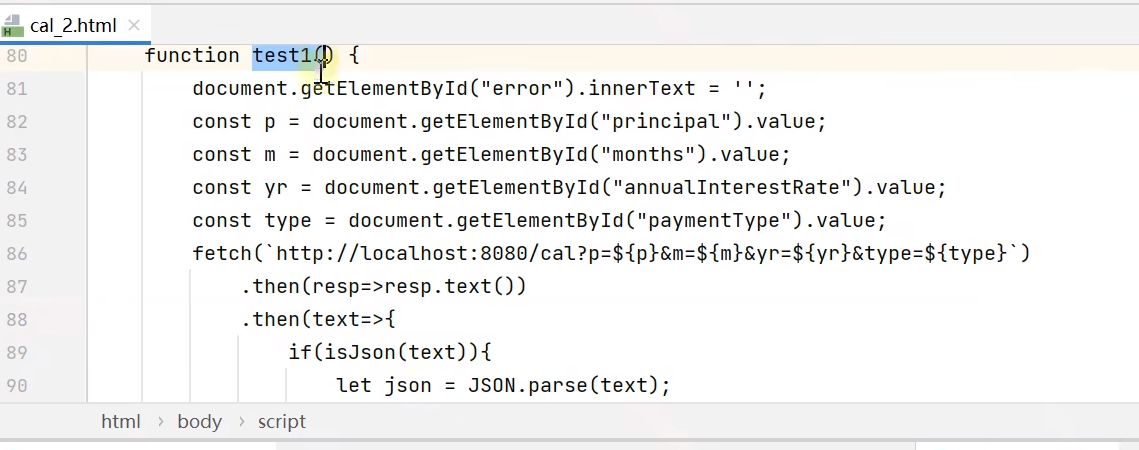 cal_2.html
80 function test1() {
81 document.getElementById("error").innerText = '';
82 const p = document.getElementById("principal").value;
83 const m = document.getElementById("months").value;
84 const yr = document.getElementById("annualInterestRate").value;
85 const type = document.getElementById("paymentType").value;
86 fetch(`http://localhost:8080/cal?p=${p}&m=${m}&yr=${yr}&type=${type}`)
87 .then(resp=>resp.text())
88 .then(text=>{
89 if(isJson(text)){
90 let json = JSON.parse(text);
html › body › script